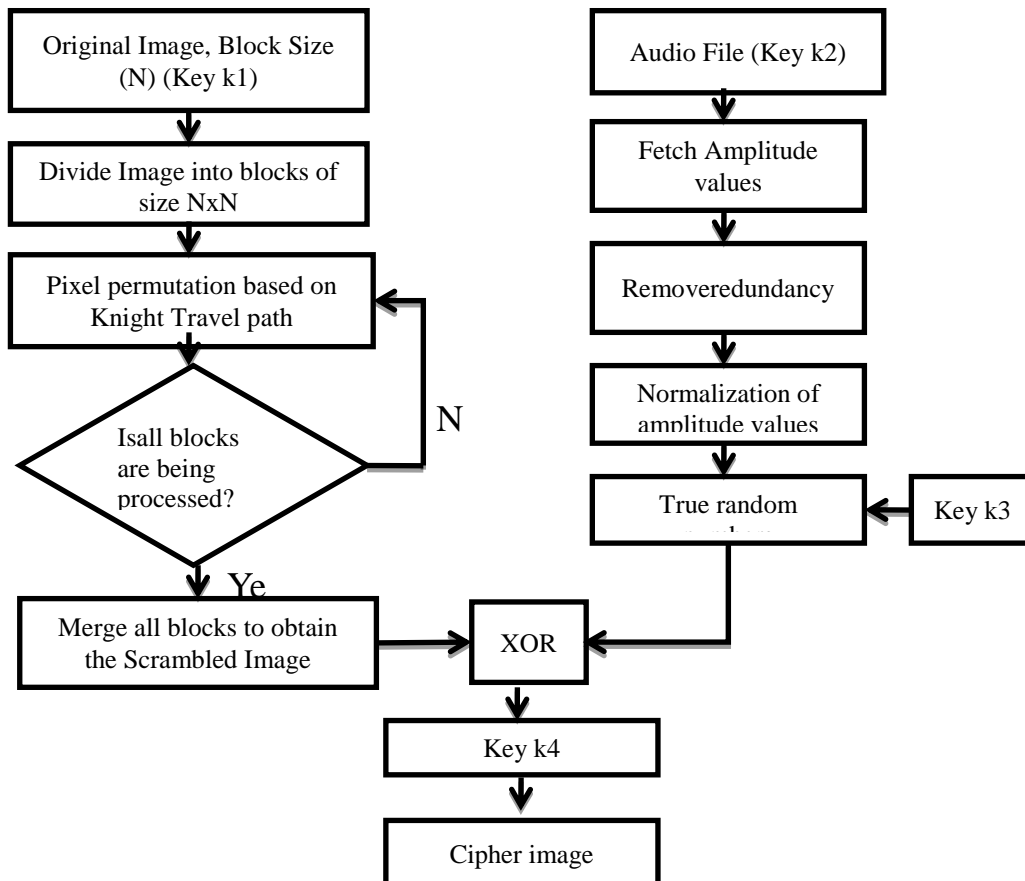 Original Image, Block Size
(N) (Key k1)
Divide Image into blocks of
size NxN
Pixel permutation based on
Knight Travel path
N
Isall blocks
are being
processed?
Ye
Merge all blocks to obtain
the Scrambled Image
Audio File (Key k2)
Fetch Amplitude
values
Removeredundancy
Normalization of
amplitude values
True random
Key k3
XOR
Key k4
Cipher image